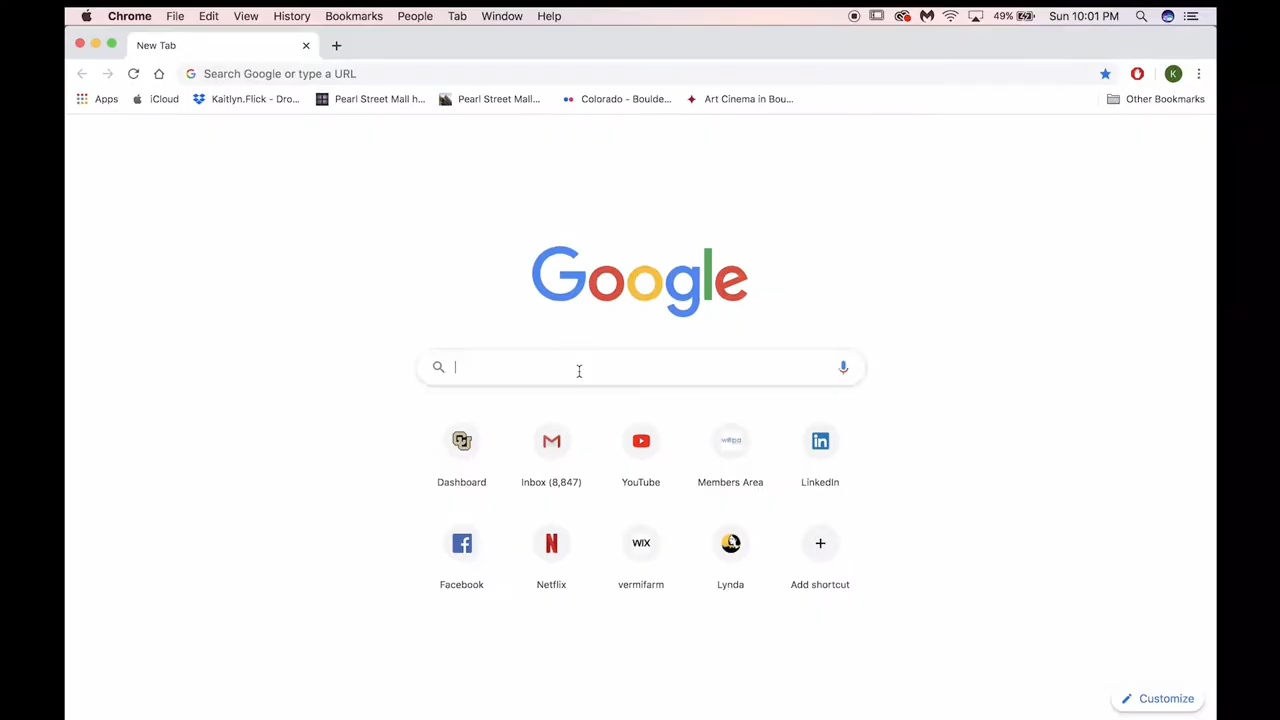 Chrome File Edit View History Bookmarks People Tab Window Help 49% Sun 10:01 PM
New Tab
Search Google or type a URL K
Apps iCloud Kaitlyn.Flick - Dro... Pearl Street Mall h... Pearl Street Mall... Colorado - Boulde... Art Cinema in Bou... Other Bookmarks
Google
Dashboard Inbox (8,847) YouTube Members Area LinkedIn
WIX
Facebook Netflix vermifarm Lynda Add shortcut
Customize